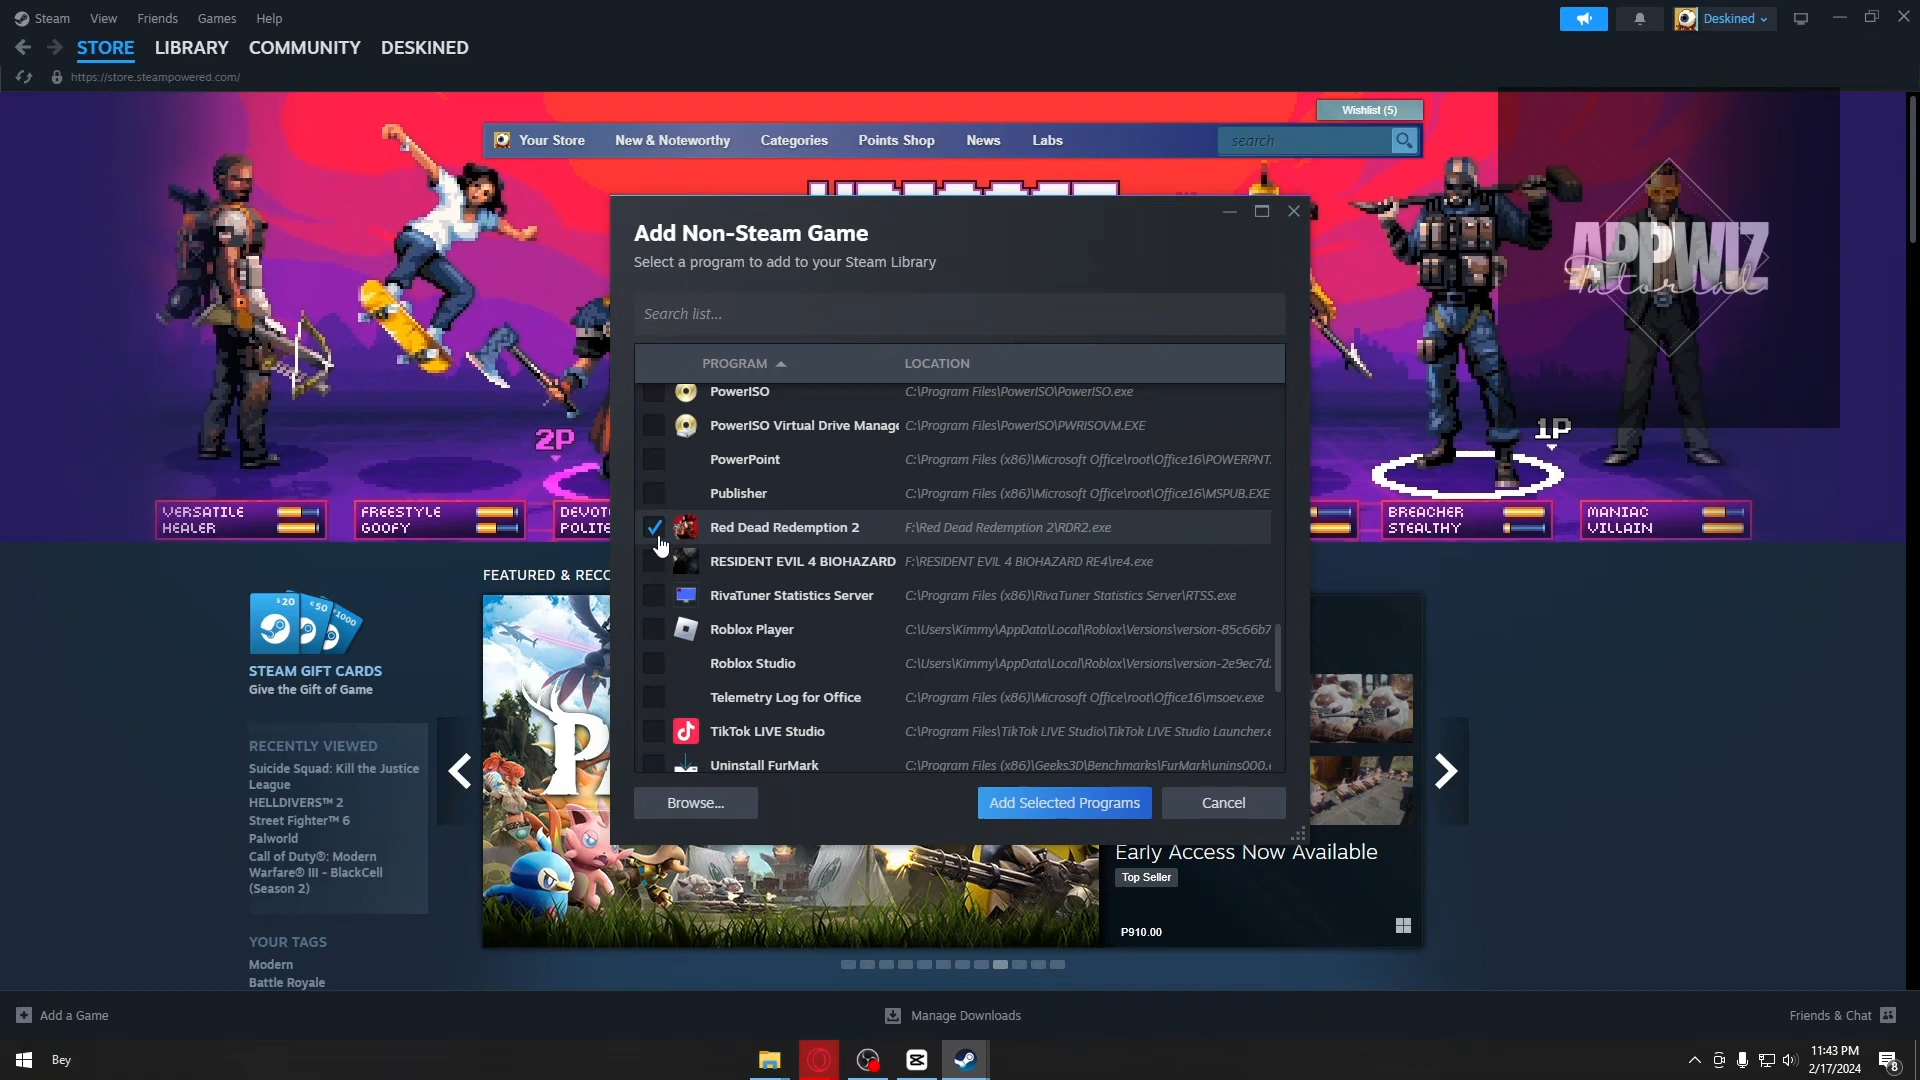 Steam View Friends Games Help
Deskined
STORE LIBRARY COMMUNITY DESKINED
https://store.steampowered.com/
Wishlist (5)
Your Store New & Noteworthy Categories Points Shop News Labs
search
APPWIZ
Tutorial
Add Non-Steam Game
Select a program to add to your Steam Library
Search list...
PROGRAM LOCATION
PowerISO C:\Program Files\PowerISO\PowerISO.exe
PowerISO Virtual Drive Manage C:\Program Files\PowerISO\PWRISOVM.EXE
PowerPoint C:\Program Files (x86)\Microsoft Office\root\Office16\POWERPNT.
Publisher C:\Program Files (x86)\Microsoft Office\root\Office16\MSPUB.EXE
Red Dead Redemption 2 F:\Red Dead Redemption 2\RDR2.exe
RESIDENT EVIL 4 BIOHAZARD F:\RESIDENT EVIL 4 BIOHAZARD RE4\re4.exe
RivaTuner Statistics Server C:\Program Files (x86)\RivaTuner Statistics Server\RTSS.exe
Roblox Player C:\Users\Kimmy\AppData\Local\Roblox\Versions\version-85c66b7
Roblox Studio C:\Users\Kimmy\AppData\Local\Roblox\Versions\version-2e9ec7d.
Telemetry Log for Office C:\Program Files (x86)\Microsoft Office\root\Office16\msoev.exe
TikTok LIVE Studio C:\Program Files\TikTok LIVE Studio\TikTok LIVE Studio Launcher.e
Uninstall FurMark C:\Program Files (x86)\Geeks3D\Benchmarks\FurMark\unins000.
Browse... Add Selected Programs Cancel
2P
1P
VERSATILE
HEALER
FREESTYLE
GOOFY
DEVOT
POLITE
BREACHER
STEALTHY
MANIAC
VILLAIN
FEATURED & RECO
$20 $50 $1000
STEAM GIFT CARDS
Give the Gift of Game
RECENTLY VIEWED
Suicide Squad: Kill the Justice
League
HELLDIVERS™ 2
Street Fighter™ 6
Palworld
Call of Duty®: Modern
Warfare® III - BlackCell
(Season 2)
YOUR TAGS
Modern
Battle Royale
P
Early Access Now Available
Top Seller
P910.00
Add a Game Manage Downloads Friends & Chat
Bey
11:43 PM
2/17/2024
8